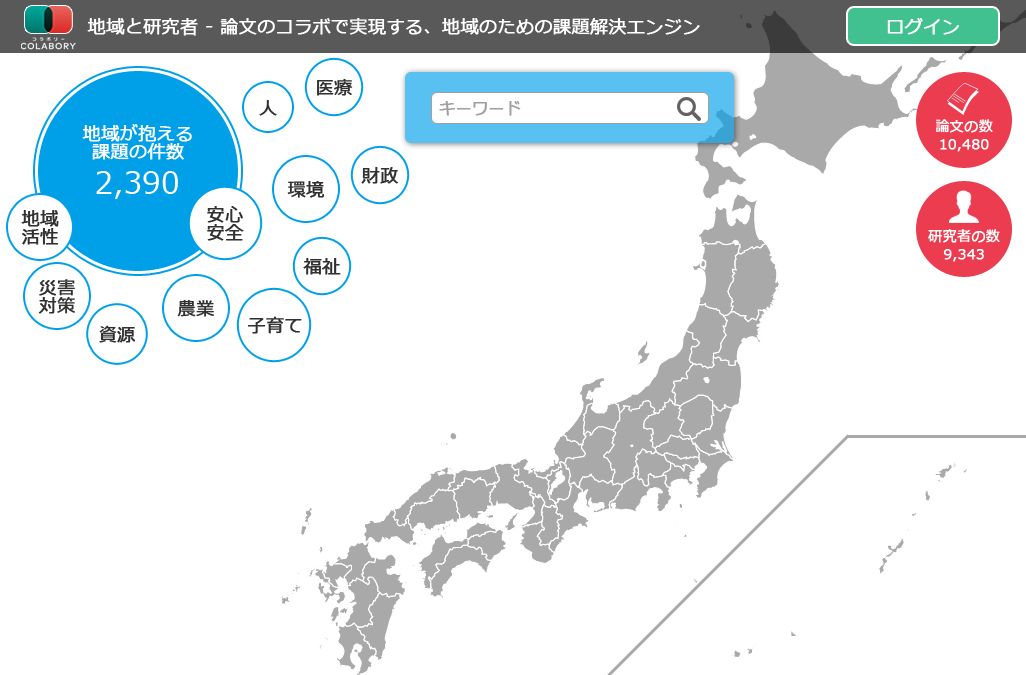 コラボリー
COLABORY
地域と研究者 - 論文のコラボで実現する、地域のための課題解決エンジン
ログイン
地域が抱える
課題の件数
2,390
人
医療
環境
財政
地域
活性
安心
安全
福祉
災害
対策
資源
農業
子育て
キーワード
論文の数
10,480
研究者の数
9,343